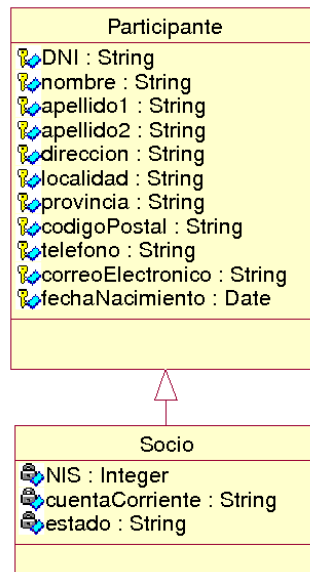 Participante
DNI : String
nombre : String
apellido1 : String
apellido2 : String
direccion : String
localidad : String
provincia : String
codigoPostal : String
telefono : String
correoElectronico : String
fechaNacimiento : Date
Socio
NIS : Integer
cuentaCorriente : String
estado : String